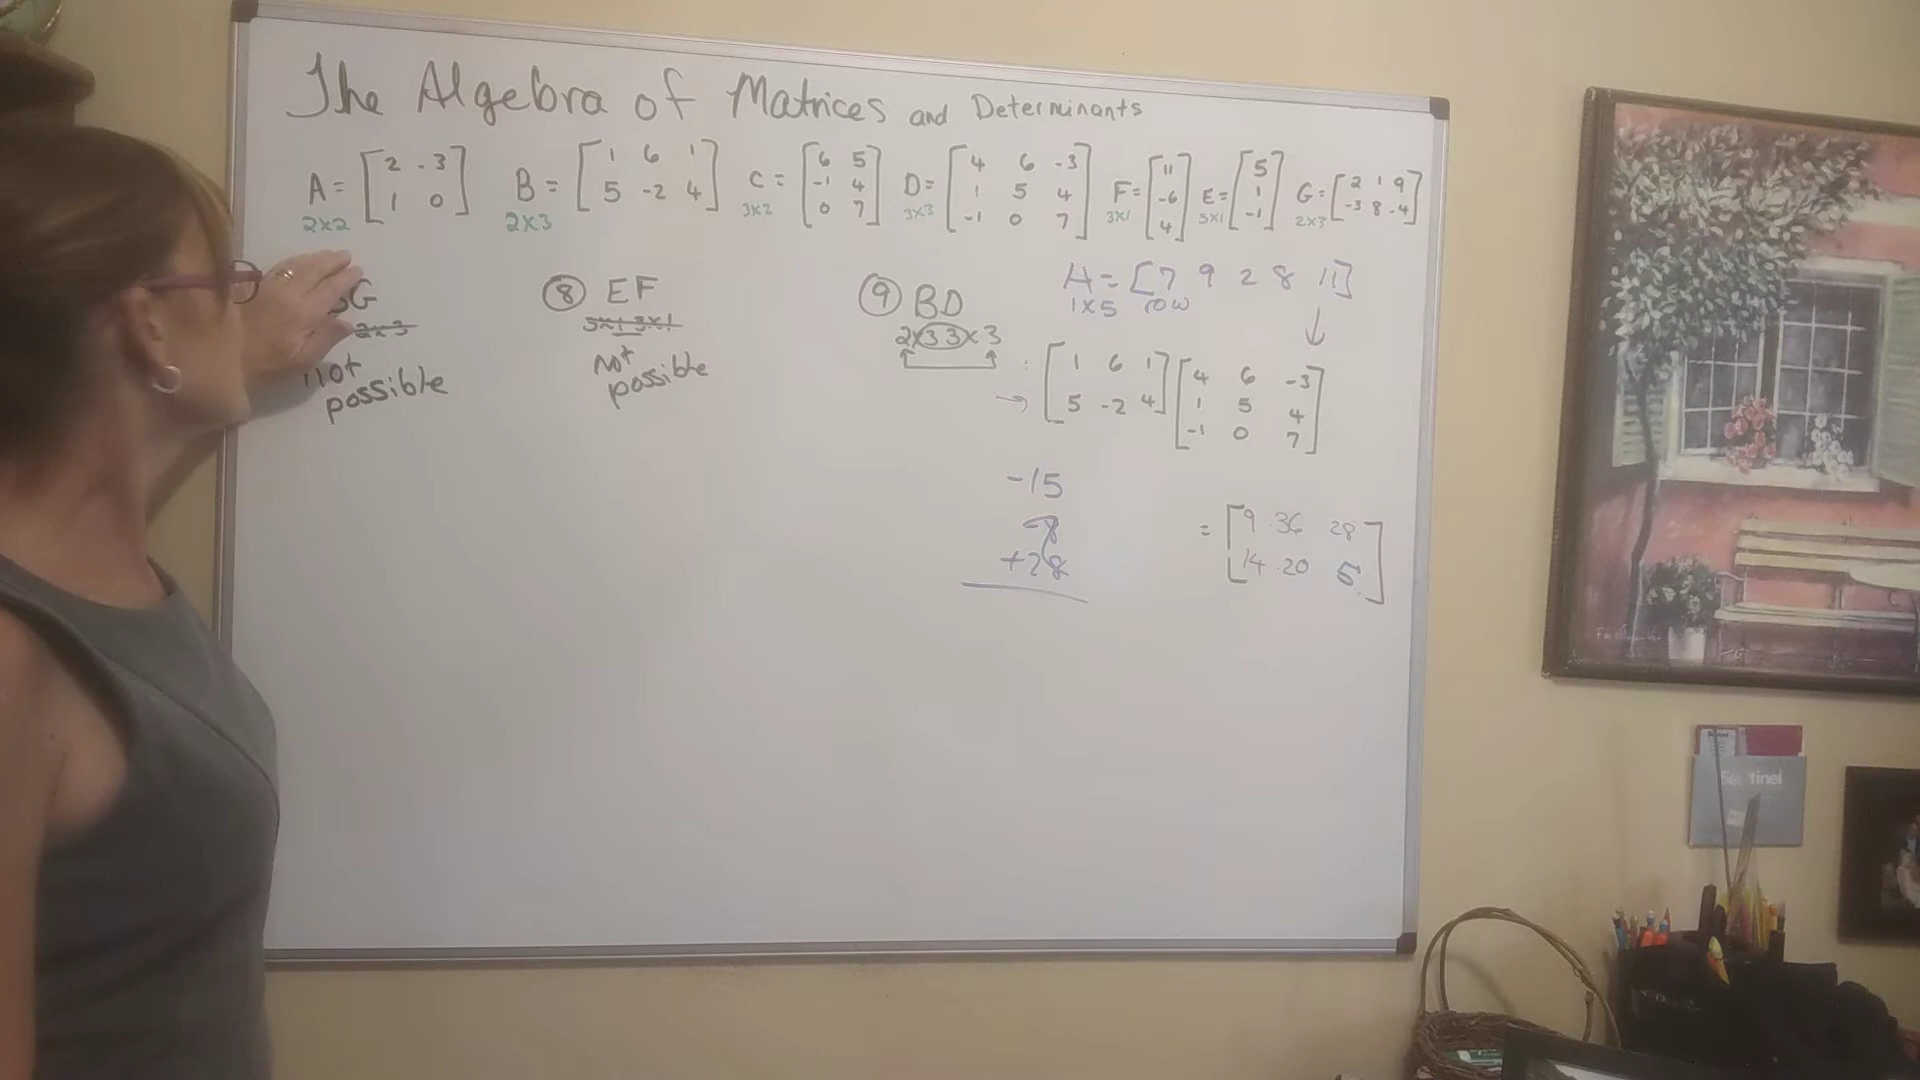 The Algebra of Matrices and Determinants
A = [ 2 -3
1 0 ]
2x2
B = [ 1 6 1
5 -2 4 ]
2x3
C = [ 6 5
-1 4
0 7 ]
3x2
D = [ 4 6 -3
1 5 4
-1 0 7 ]
3x3
F = [ 11
-6
4 ]
3x1
E = [ 5
1
-1 ]
3x1
G = [ 2 1 9
-3 8 -4 ]
2x3
G
2x3
not
possible
⑧ EF
3x1 3x1
not
possible
⑨ BD
2x3 3x3
H = [7 9 2 8 11]
1x5 row
↓
→ [ 1 6 1
5 -2 4 ] [ 4 6 -3
1 5 4
-1 0 7 ]
-15
-8
+28
= [ 9 36 28
14 20 5 ]